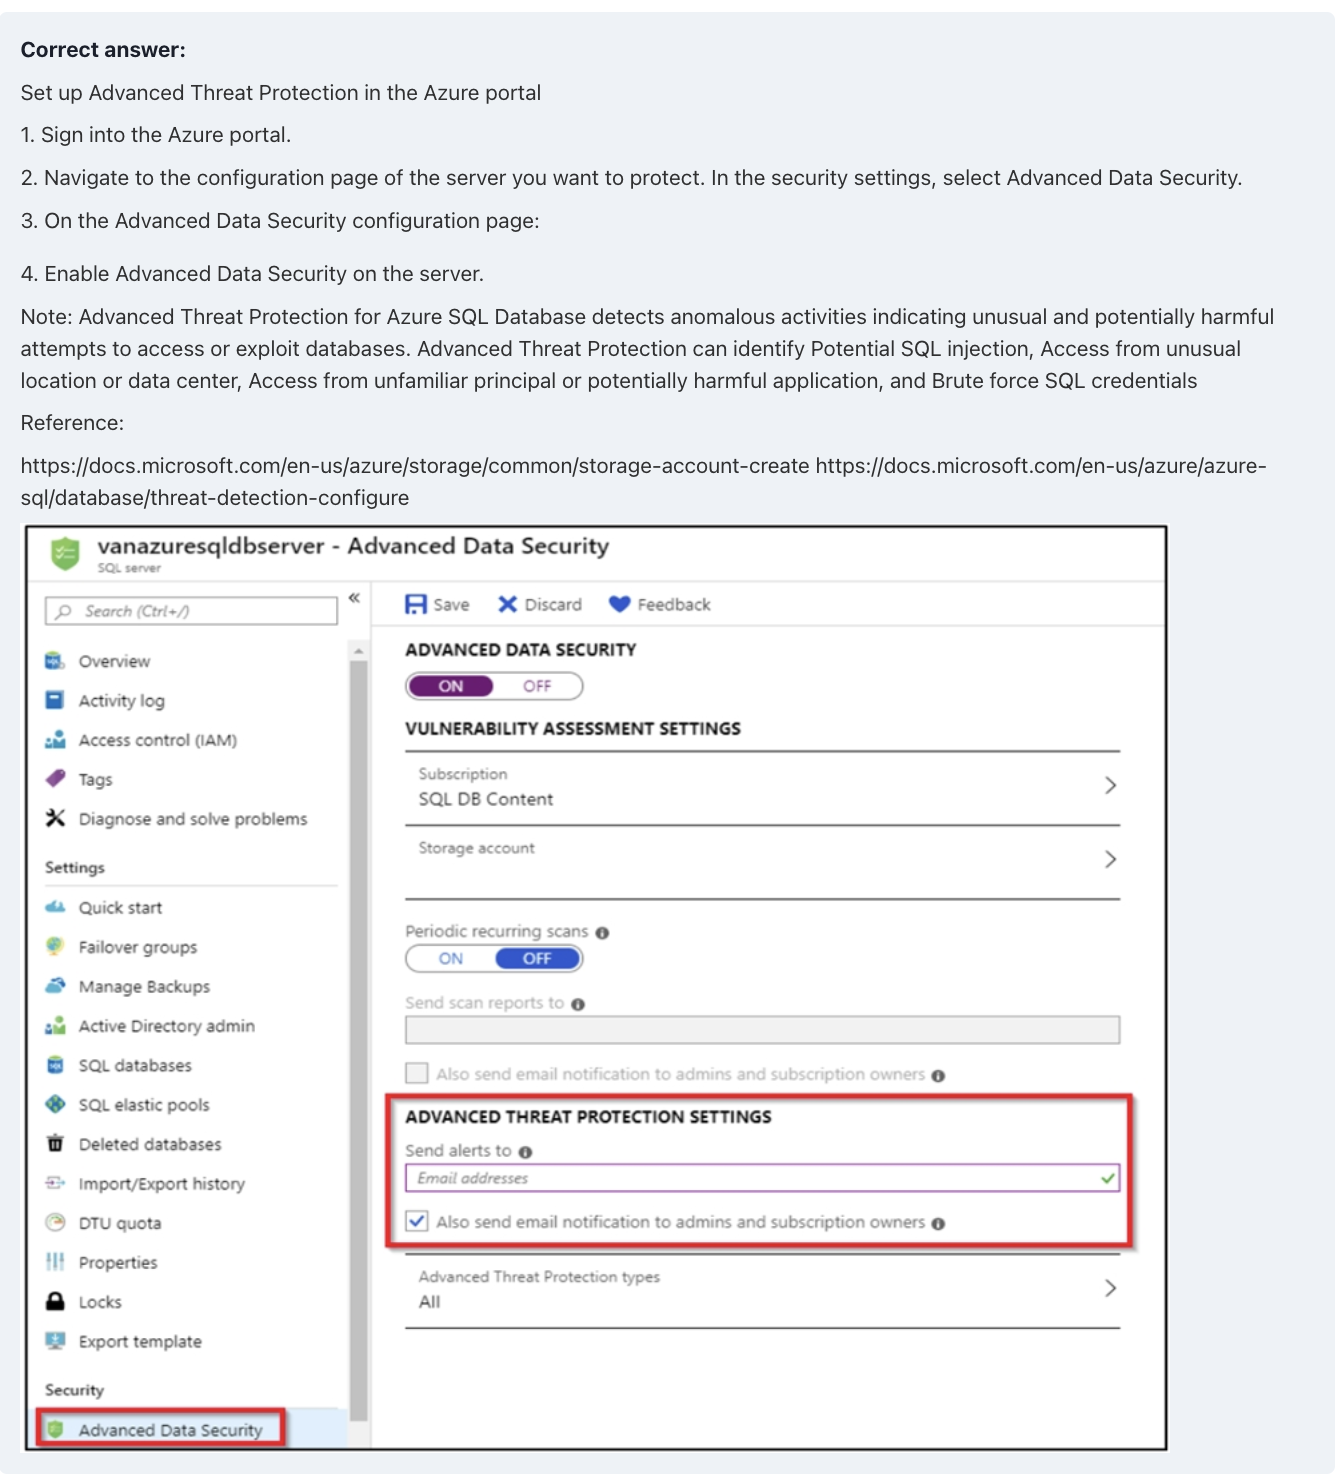 Correct answer:
Set up Advanced Threat Protection in the Azure portal
1. Sign into the Azure portal.
2. Navigate to the configuration page of the server you want to protect. In the security settings, select Advanced Data Security.
3. On the Advanced Data Security configuration page:
4. Enable Advanced Data Security on the server.
Note: Advanced Threat Protection for Azure SQL Database detects anomalous activities indicating unusual and potentially harmful
attempts to access or exploit databases. Advanced Threat Protection can identify Potential SQL injection, Access from unusual
location or data center, Access from unfamiliar principal or potentially harmful application, and Brute force SQL credentials
Reference:
https://docs.microsoft.com/en-us/azure/storage/common/storage-account-create https://docs.microsoft.com/en-us/azure/azure-
sql/database/threat-detection-configure
vanazuresqldbserver - Advanced Data Security
SQL server
Search (Ctrl+/)
«
Overview
Activity log
Access control (IAM)
Tags
Diagnose and solve problems
Settings
Quick start
Failover groups
Manage Backups
Active Directory admin
SQL databases
SQL elastic pools
Deleted databases
Import/Export history
DTU quota
Properties
Locks
Export template
Security
Advanced Data Security
Save Discard Feedback
ADVANCED DATA SECURITY
ON OFF
VULNERABILITY ASSESSMENT SETTINGS
Subscription
SQL DB Content
Storage account
Periodic recurring scans
ON OFF
Send scan reports to
Also send email notification to admins and subscription owners
ADVANCED THREAT PROTECTION SETTINGS
Send alerts to
Email addresses
Also send email notification to admins and subscription owners
Advanced Threat Protection types
All